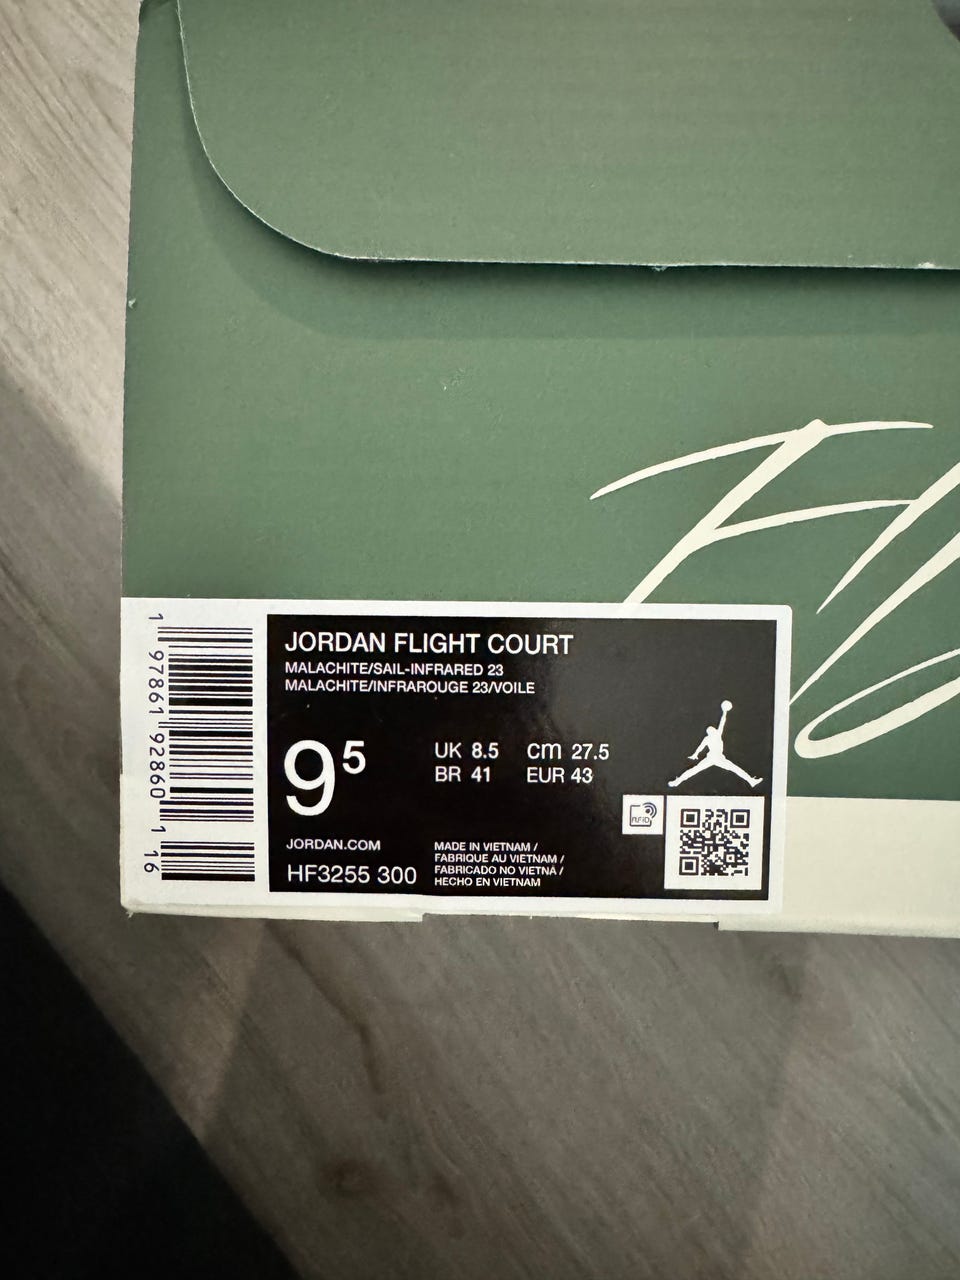 Fl
1 97861 92860 1 16
JORDAN FLIGHT COURT
MALACHITE/SAIL-INFRARED 23
MALACHITE/INFRAROUGE 23/VOILE
9⁵
UK 8.5 cm 27.5
BR 41 EUR 43
RFID
JORDAN.COM
HF3255 300
MADE IN VIETNAM /
FABRIQUE AU VIETNAM /
FABRICADO NO VIETNÃ /
HECHO EN VIETNAM